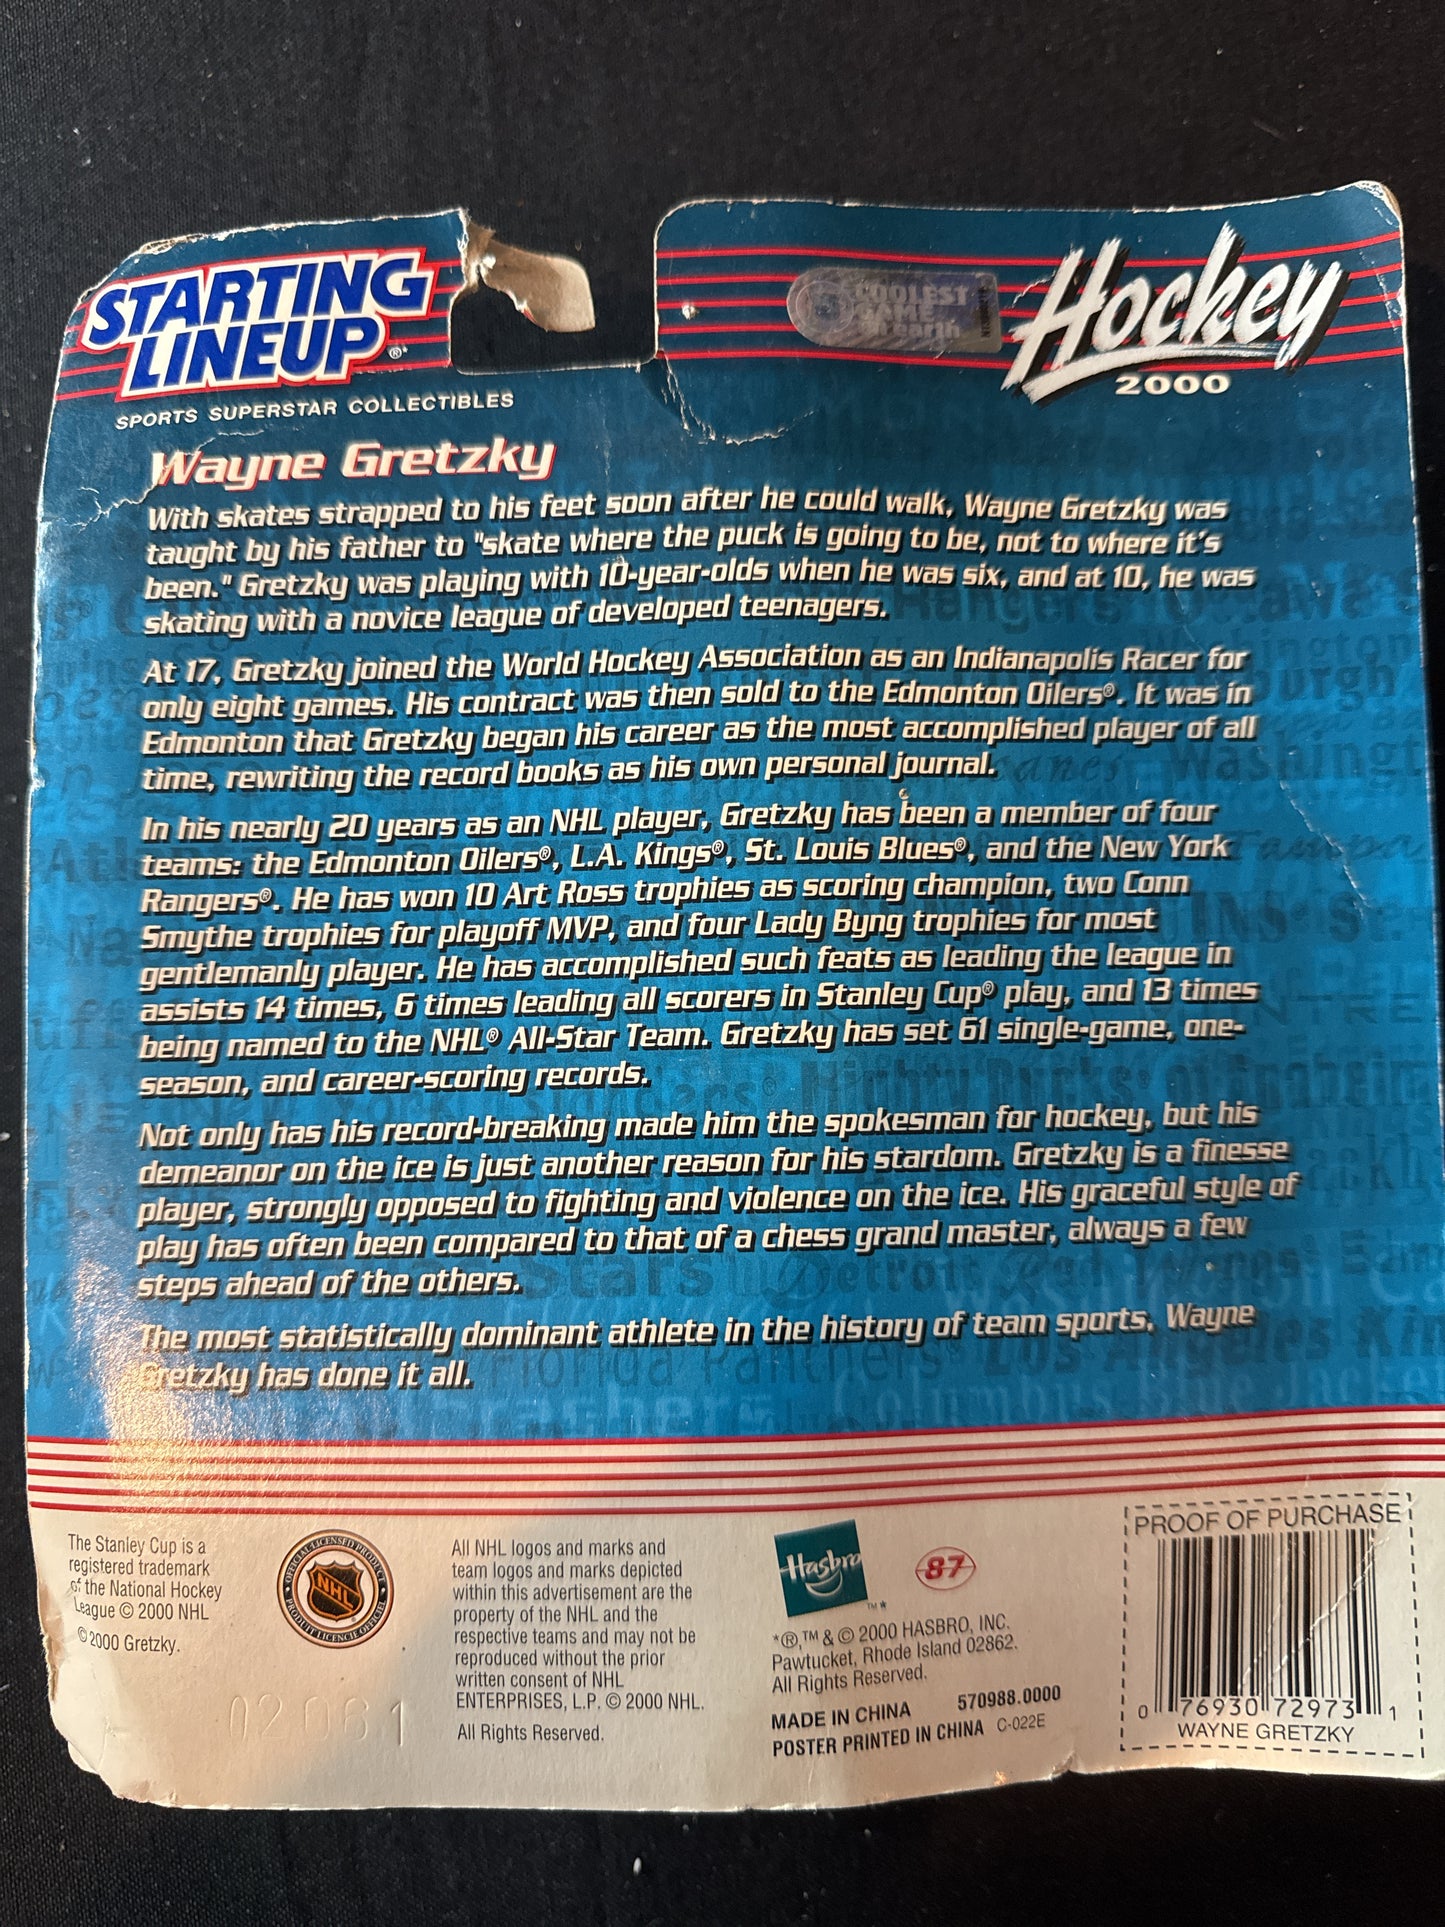 STARTING
LINEUP®*
SPORTS SUPERSTAR COLLECTIBLES
COOLEST
GAME
on earth
Hockey
2000
Wayne Gretzky
With skates strapped to his feet soon after he could walk, Wayne Gretzky was
taught by his father to "skate where the puck is going to be, not to where it's
been." Gretzky was playing with 10-year-olds when he was six, and at 10, he was
skating with a novice league of developed teenagers.
At 17, Gretzky joined the World Hockey Association as an Indianapolis Racer for
only eight games. His contract was then sold to the Edmonton Oilers®. It was in
Edmonton that Gretzky began his career as the most accomplished player of all
time, rewriting the record books as his own personal journal.
In his nearly 20 years as an NHL player, Gretzky has been a member of four
teams: the Edmonton Oilers®, L.A. Kings®, St. Louis Blues®, and the New York
Rangers®. He has won 10 Art Ross trophies as scoring champion, two Conn
Smythe trophies for playoff MVP, and four Lady Byng trophies for most
gentlemanly player. He has accomplished such feats as leading the league in
assists 14 times, 6 times leading all scorers in Stanley Cup® play, and 13 times
being named to the NHL® All-Star Team. Gretzky has set 61 single-game, one-
season, and career-scoring records.
Not only has his record-breaking made him the spokesman for hockey, but his
demeanor on the ice is just another reason for his stardom. Gretzky is a finesse
player, strongly opposed to fighting and violence on the ice. His graceful style of
play has often been compared to that of a chess grand master, always a few
steps ahead of the others.
The most statistically dominant athlete in the history of team sports, Wayne
Gretzky has done it all.
The Stanley Cup is a
registered trademark
of the National Hockey
League © 2000 NHL
© 2000 Gretzky.
OFFICIAL LICENSED PRODUCT
NHL
PRODUIT LICENCIE OFFICIEL
All NHL logos and marks and
team logos and marks depicted
within this advertisement are the
property of the NHL and the
respective teams and may not be
reproduced without the prior
written consent of NHL
ENTERPRISES, L.P. © 2000 NHL.
All Rights Reserved.
Hasbro
TM *
87
*®,™ & © 2000 HASBRO, INC.
Pawtucket, Rhode Island 02862.
All Rights Reserved.
MADE IN CHINA 570988.0000
POSTER PRINTED IN CHINA C-022E
PROOF OF PURCHASE
0 76930 72973 1
WAYNE GRETZKY